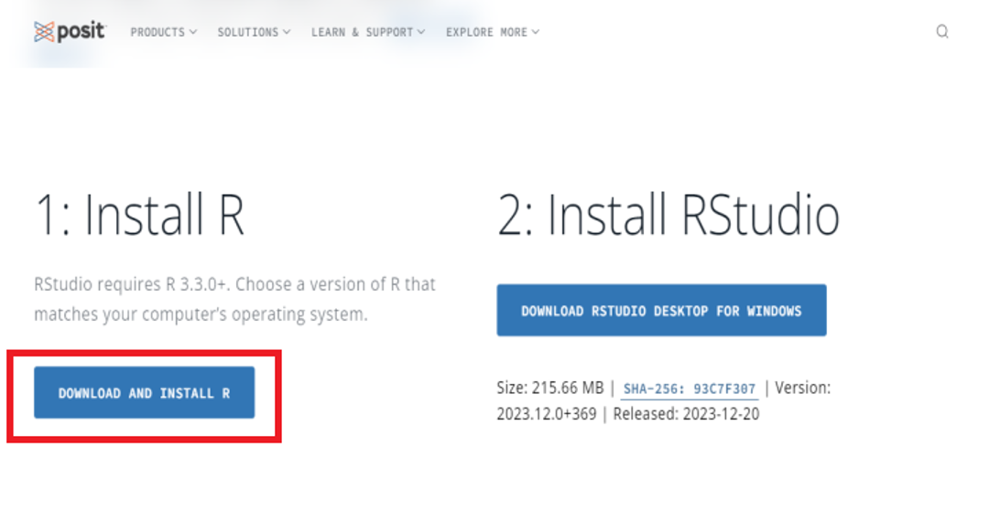 posit
PRODUCTS
SOLUTIONS
LEARN & SUPPORT
EXPLORE MORE
1: Install R
RStudio requires R 3.3.0+. Choose a version of R that
matches your computer's operating system.
DOWNLOAD AND INSTALL R
2: Install RStudio
DOWNLOAD RSTUDIO DESKTOP FOR WINDOWS
Size: 215.66 MB | SHA-256: 93C7F307 | Version:
2023.12.0+369 | Released: 2023-12-20